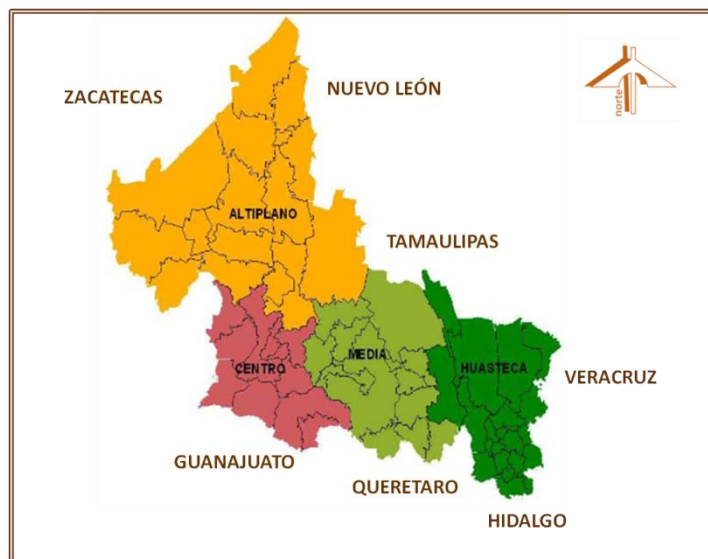 ZACATECAS
NUEVO LEÓN
norte
ALTIPLANO
TAMAULIPAS
CENTRO
MEDIA
HUASTECA
VERACRUZ
GUANAJUATO
QUERETARO
HIDALGO